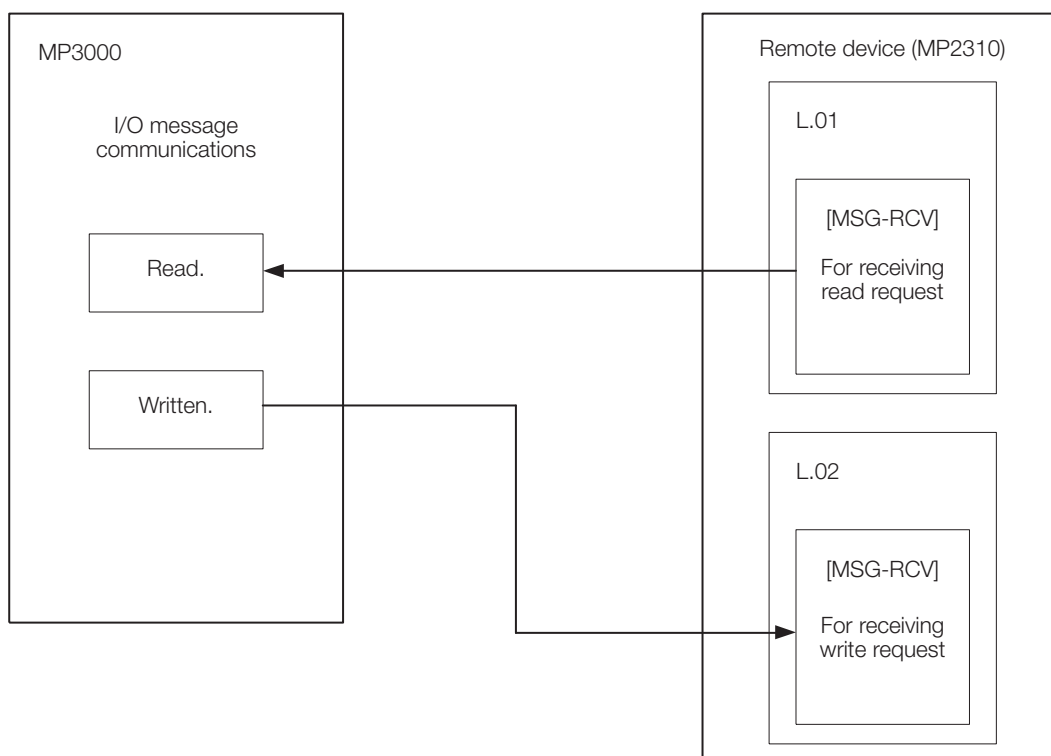 MP3000
I/O message
communications
Read.
Written.
Remote device (MP2310)
L.01
[MSG-RCV]
For receiving
read request
L.02
[MSG-RCV]
For receiving
write request